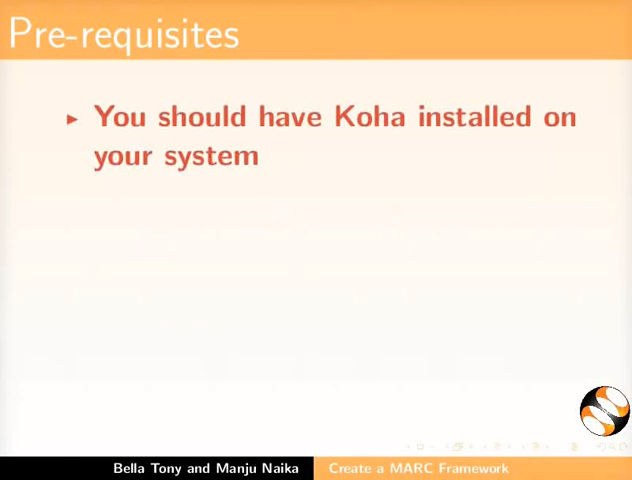 Pre-requisites
You should have Koha installed on
your system
Bella Tony and Manju Naika
Create a MARC Framework